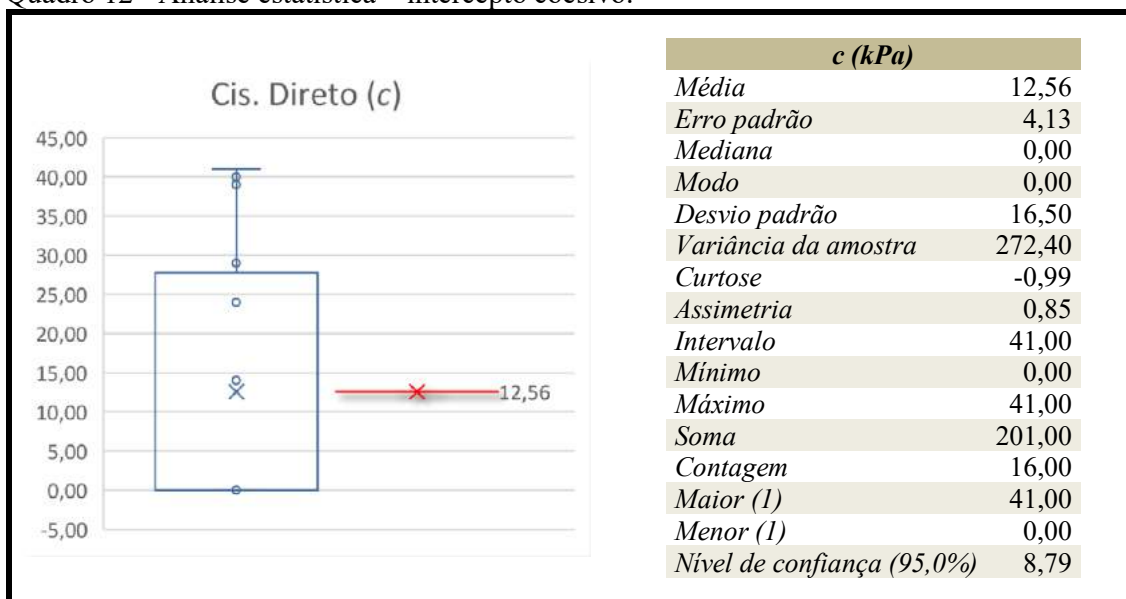 Quadro 12 - Análise estatística – intercepto coesivo.
Cis. Direto (c)
45,00
40,00
35,00
30,00
25,00
20,00
15,00
10,00
5,00
0,00
-5,00
12,56
c (kPa)
Média 12,56
Erro padrão 4,13
Mediana 0,00
Modo 0,00
Desvio padrão 16,50
Variância da amostra 272,40
Curtose -0,99
Assimetria 0,85
Intervalo 41,00
Mínimo 0,00
Máximo 41,00
Soma 201,00
Contagem 16,00
Maior (1) 41,00
Menor (1) 0,00
Nível de confiança (95,0%) 8,79